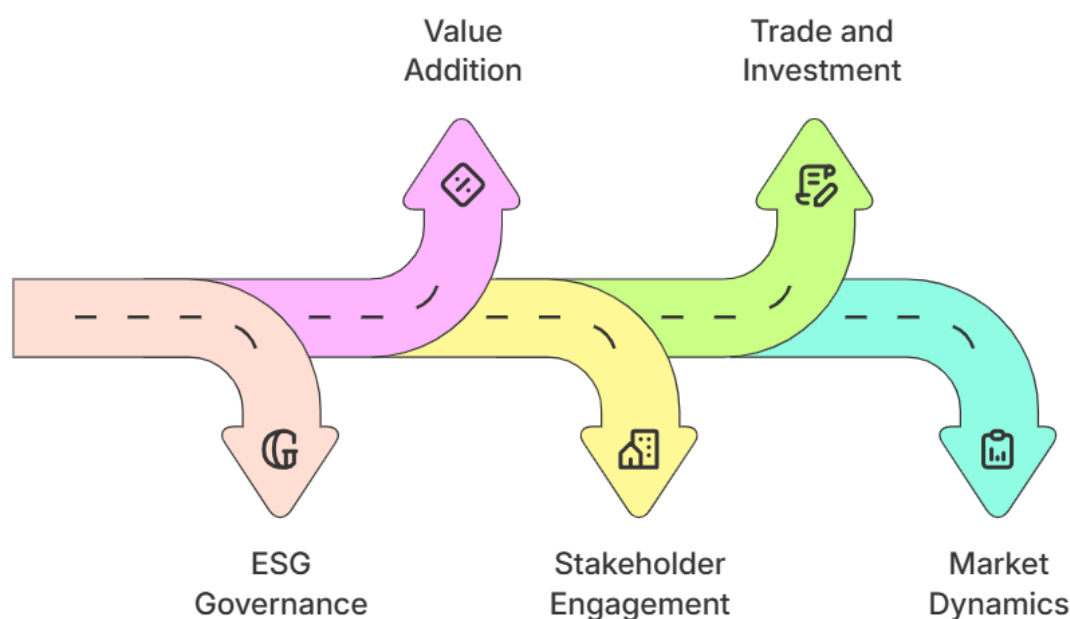 Value
Addition
Trade and
Investment
ESG
Governance
Stakeholder
Engagement
Market
Dynamics